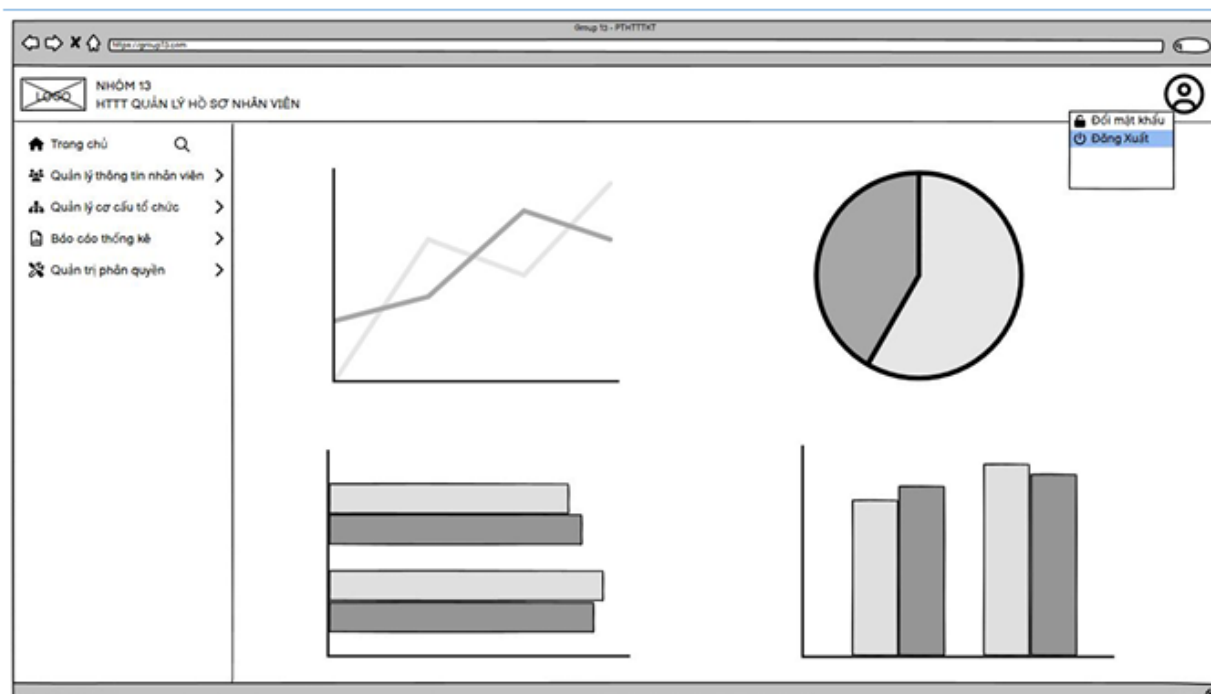 Group 13 - PTHTTTKT
https://group13.com
LOGO
NHÓM 13
HTTT QUẢN LÝ HỒ SƠ NHÂN VIÊN
Đổi mật khẩu
Đăng Xuất
Trang chủ
Quản lý thông tin nhân viên
Quản lý cơ cấu tổ chức
Báo cáo thống kê
Quản trị phân quyền